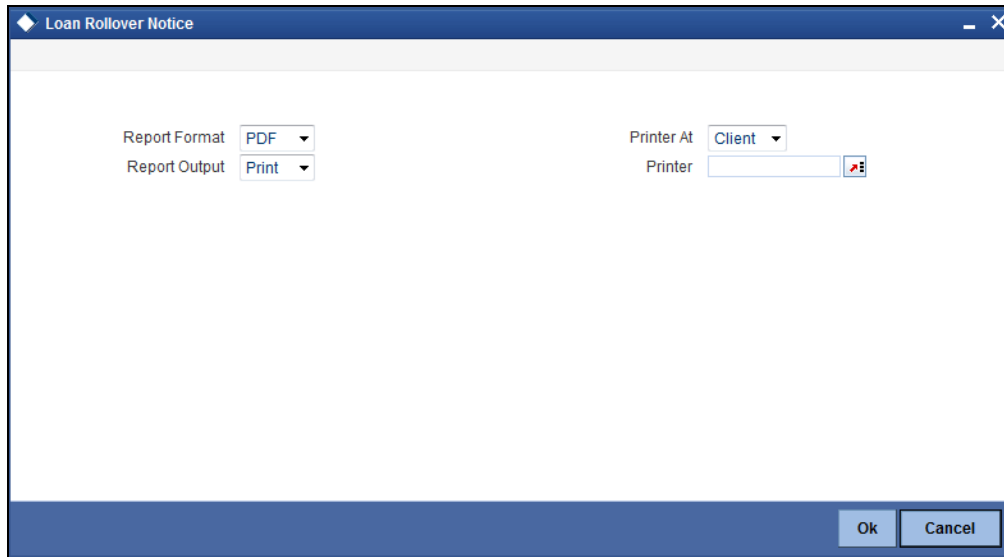 Loan Rollover Notice
Report Format PDF
Printer At Client
Report Output Print
Printer
Ok
Cancel